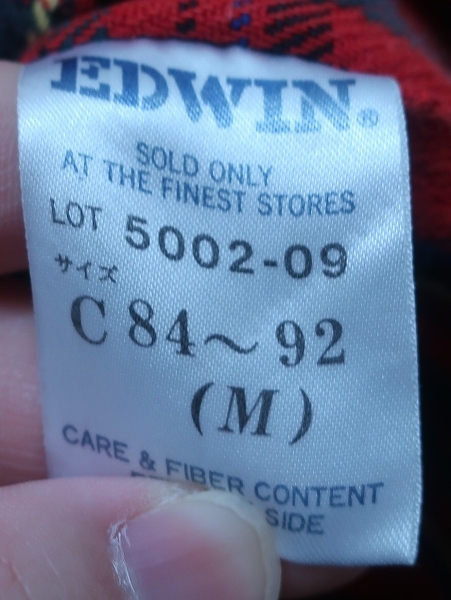 EDWIN®
SOLD ONLY
AT THE FINEST STORES
LOT 5002-09
サイズ
C 84～92
(M)
CARE & FIBER CONTENT
SIDE